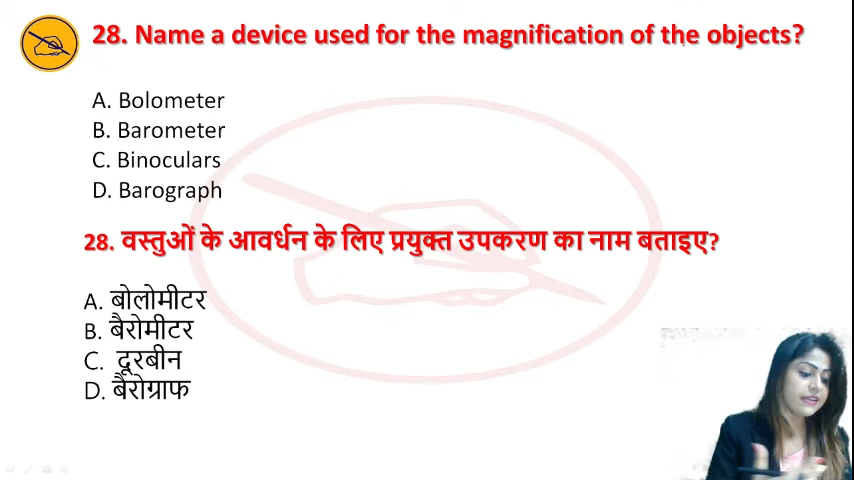 28. Name a device used for the magnification of the objects?
A. Bolometer
B. Barometer
C. Binoculars
D. Barograph
28. वस्तुओं के आवर्धन के लिए प्रयुक्त उपकरण का नाम बताइए?
A. बोलोमीटर
B. बैरोमीटर
C. दूरबीन
D. बैरोग्राफ